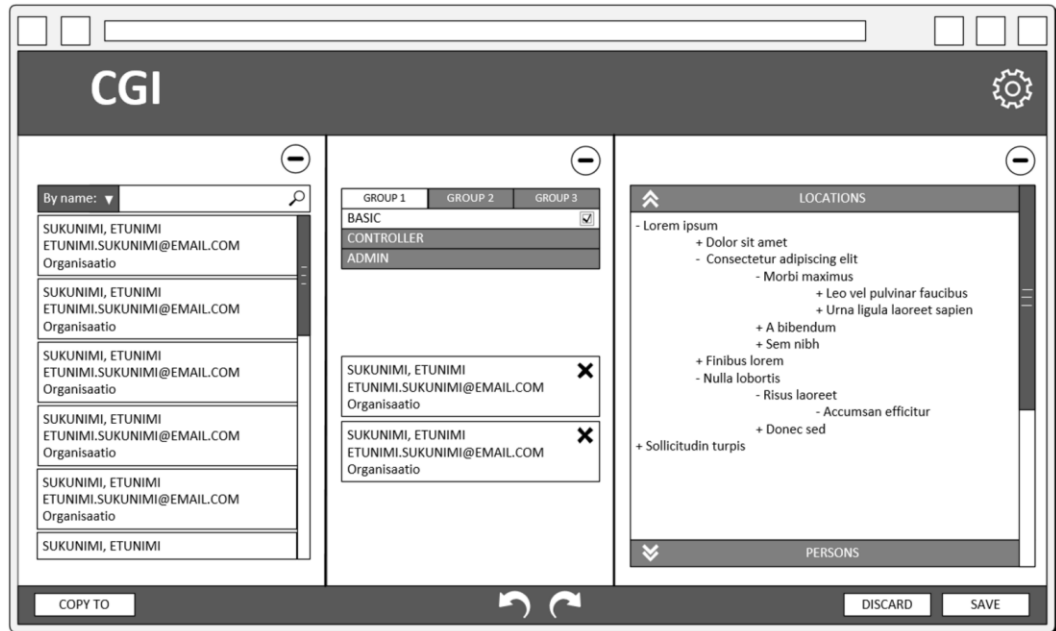 CGI
By name:
SUKUNIMI, ETUNIMI
ETUNIMI.SUKUNIMI@EMAIL.COM
Organisaatio
SUKUNIMI, ETUNIMI
ETUNIMI.SUKUNIMI@EMAIL.COM
Organisaatio
SUKUNIMI, ETUNIMI
ETUNIMI.SUKUNIMI@EMAIL.COM
Organisaatio
SUKUNIMI, ETUNIMI
ETUNIMI.SUKUNIMI@EMAIL.COM
Organisaatio
SUKUNIMI, ETUNIMI
ETUNIMI.SUKUNIMI@EMAIL.COM
Organisaatio
SUKUNIMI, ETUNIMI
GROUP 1 GROUP 2 GROUP 3
BASIC
CONTROLLER
ADMIN
SUKUNIMI, ETUNIMI
ETUNIMI.SUKUNIMI@EMAIL.COM
Organisaatio
SUKUNIMI, ETUNIMI
ETUNIMI.SUKUNIMI@EMAIL.COM
Organisaatio
LOCATIONS
- Lorem ipsum
+ Dolor sit amet
- Consectetur adipiscing elit
- Morbi maximus
+ Leo vel pulvinar faucibus
+ Urna ligula laoreet sapien
+ A bibendum
+ Sem nibh
+ Finibus lorem
- Nulla lobortis
- Risus laoreet
- Accumsan efficitur
+ Donec sed
+ Sollicitudin turpis
PERSONS
COPY TO
DISCARD
SAVE